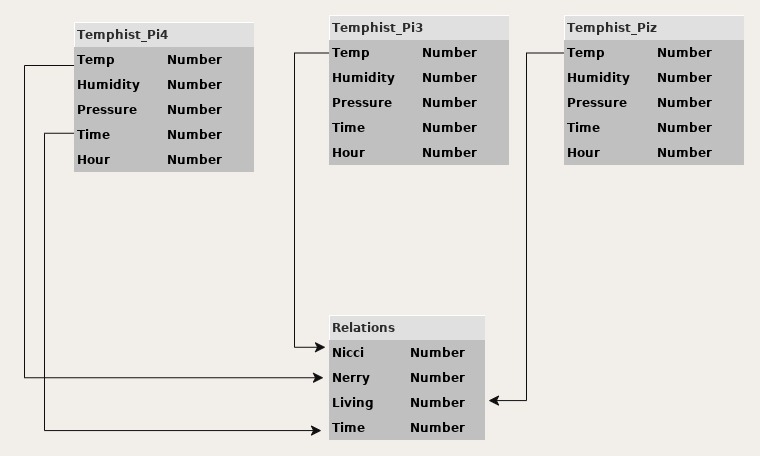 Temphist_Pi4
Temp Number
Humidity Number
Pressure Number
Time Number
Hour Number
Temphist_Pi3
Temp Number
Humidity Number
Pressure Number
Time Number
Hour Number
Temphist_Piz
Temp Number
Humidity Number
Pressure Number
Time Number
Hour Number
Relations
Nicci Number
Nerry Number
Living Number
Time Number